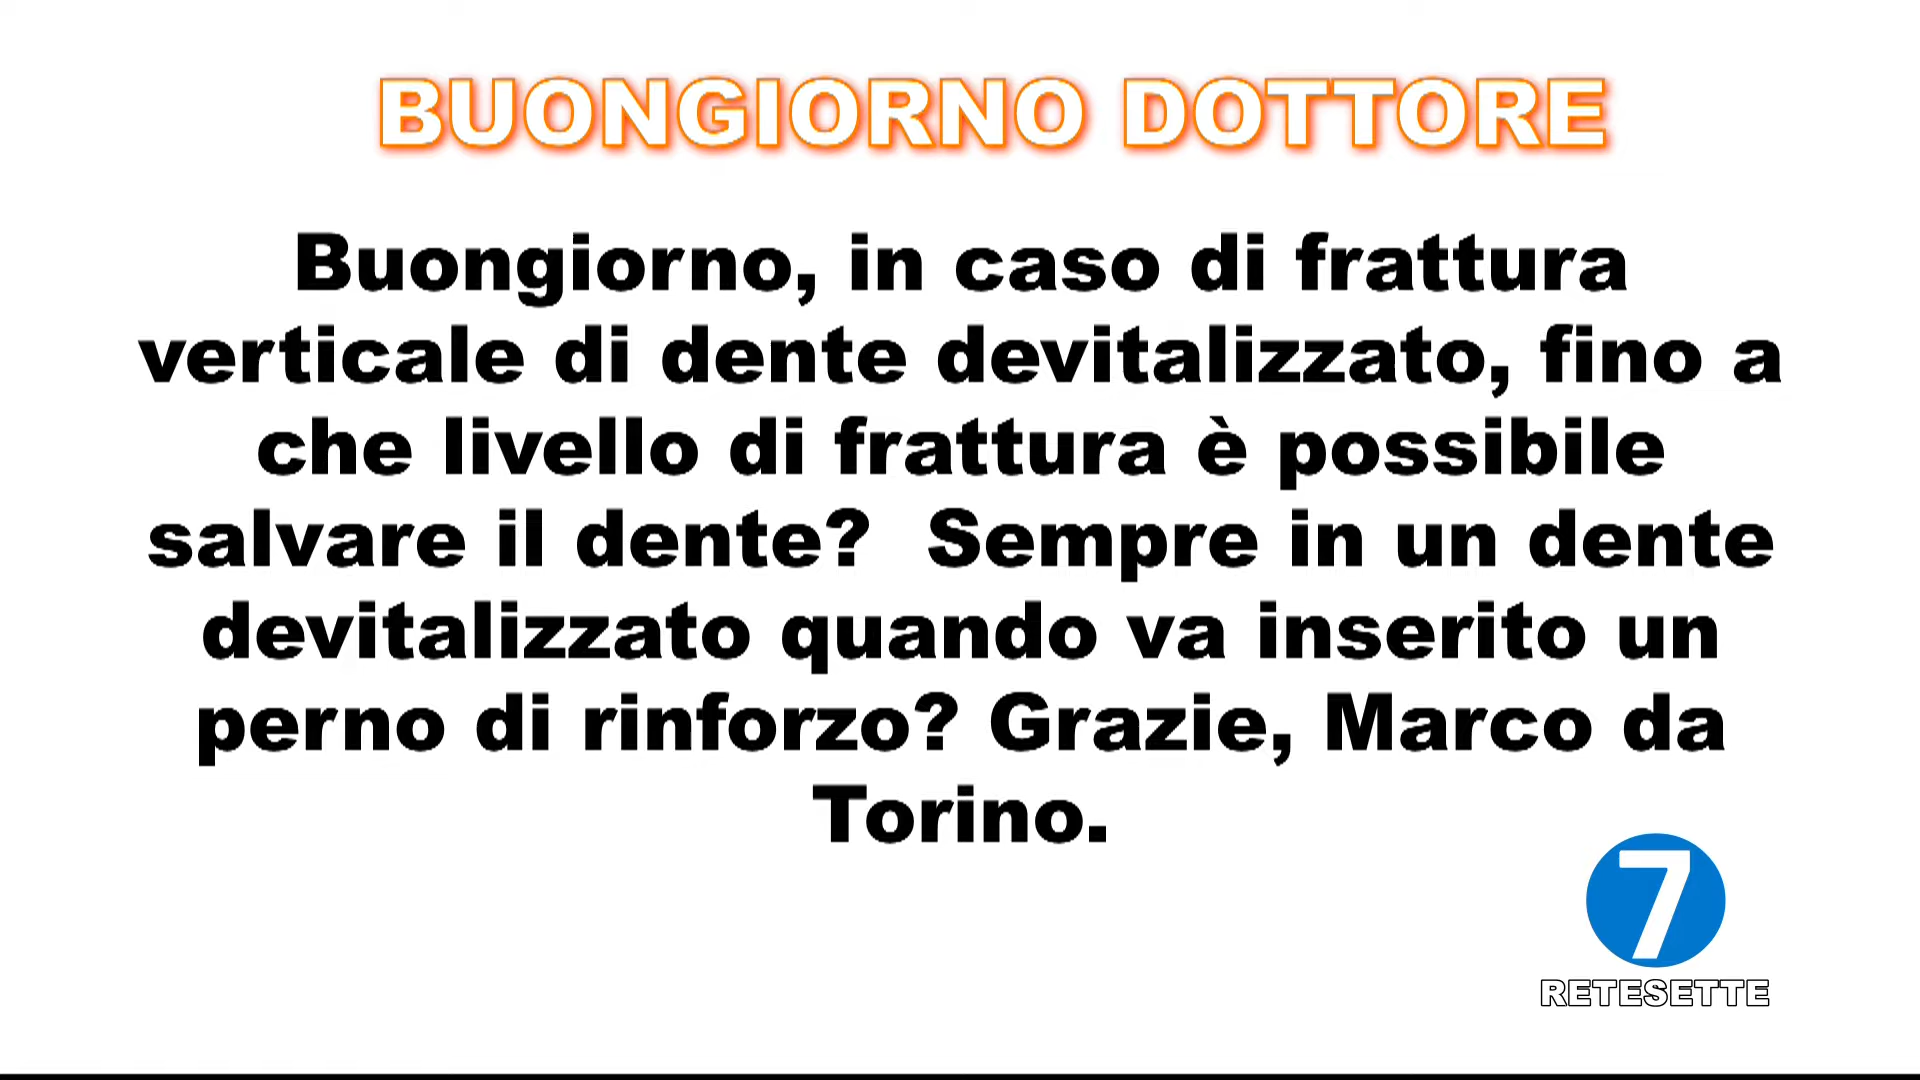 BUONGIORNO DOTTORE
Buongiorno, in caso di frattura
verticale di dente devitalizzato, fino a
che livello di frattura è possibile
salvare il dente?  Sempre in un dente
devitalizzato quando va inserito un
perno di rinforzo? Grazie, Marco da
Torino.
7
RETESETTE